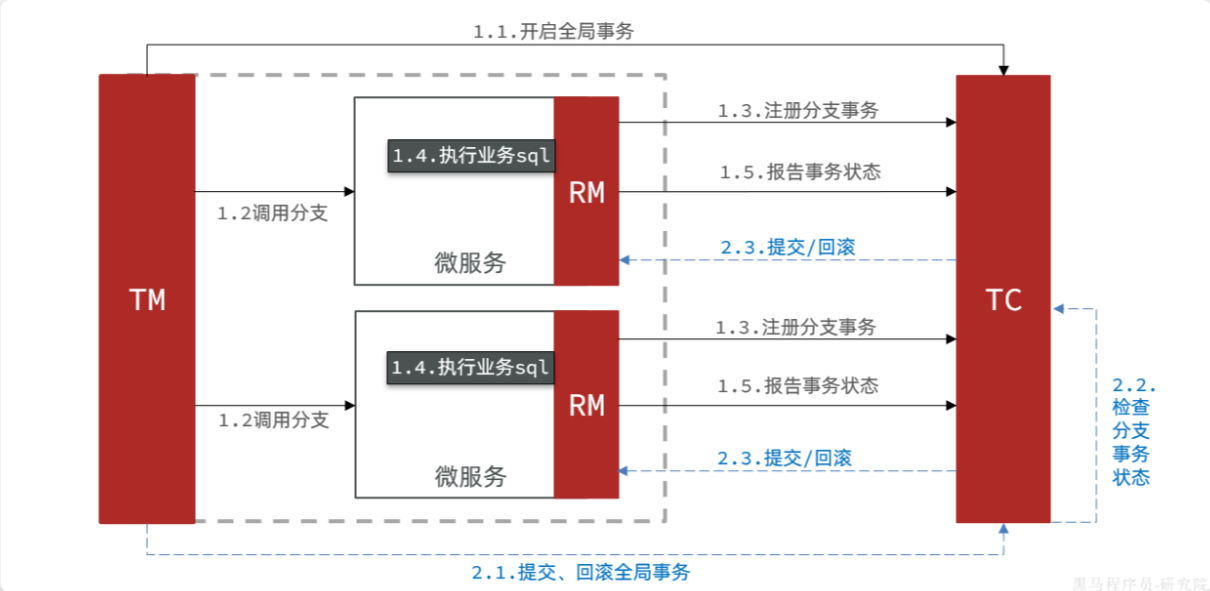 1.1.开启全局事务
1.3.注册分支事务
1.4.执行业务sql
1.5.报告事务状态
RM
1.2调用分支
2.3.提交/回滚
微服务
TM
TC
1.3.注册分支事务
1.4.执行业务sql
1.5.报告事务状态
RM
1.2调用分支
2.3.提交/回滚
微服务
2.2.
检查
分支
事务
状态
2.1.提交、回滚全局事务
黑马程序员-研究院